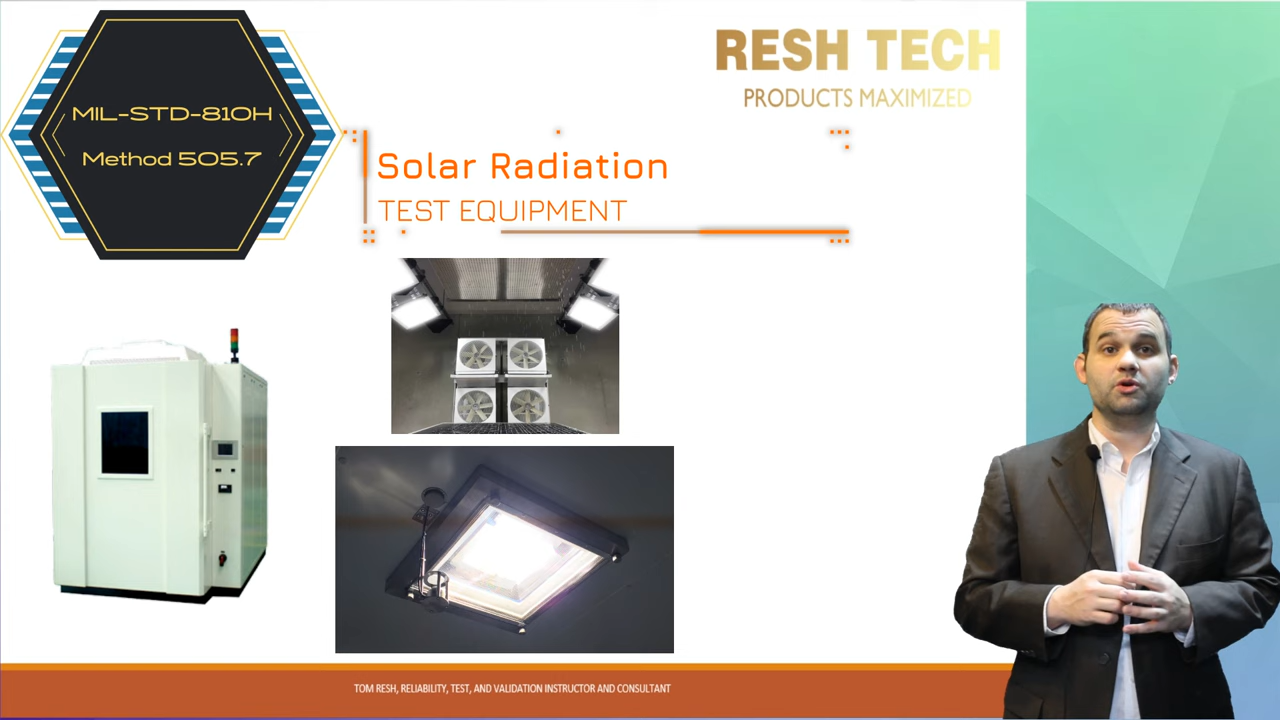 MIL-STD-810H
Method 505.7
RESH TECH
PRODUCTS MAXIMIZED
Solar Radiation
TEST EQUIPMENT
TOM RESH, RELIABILITY, TEST, AND VALIDATION INSTRUCTOR AND CONSULTANT